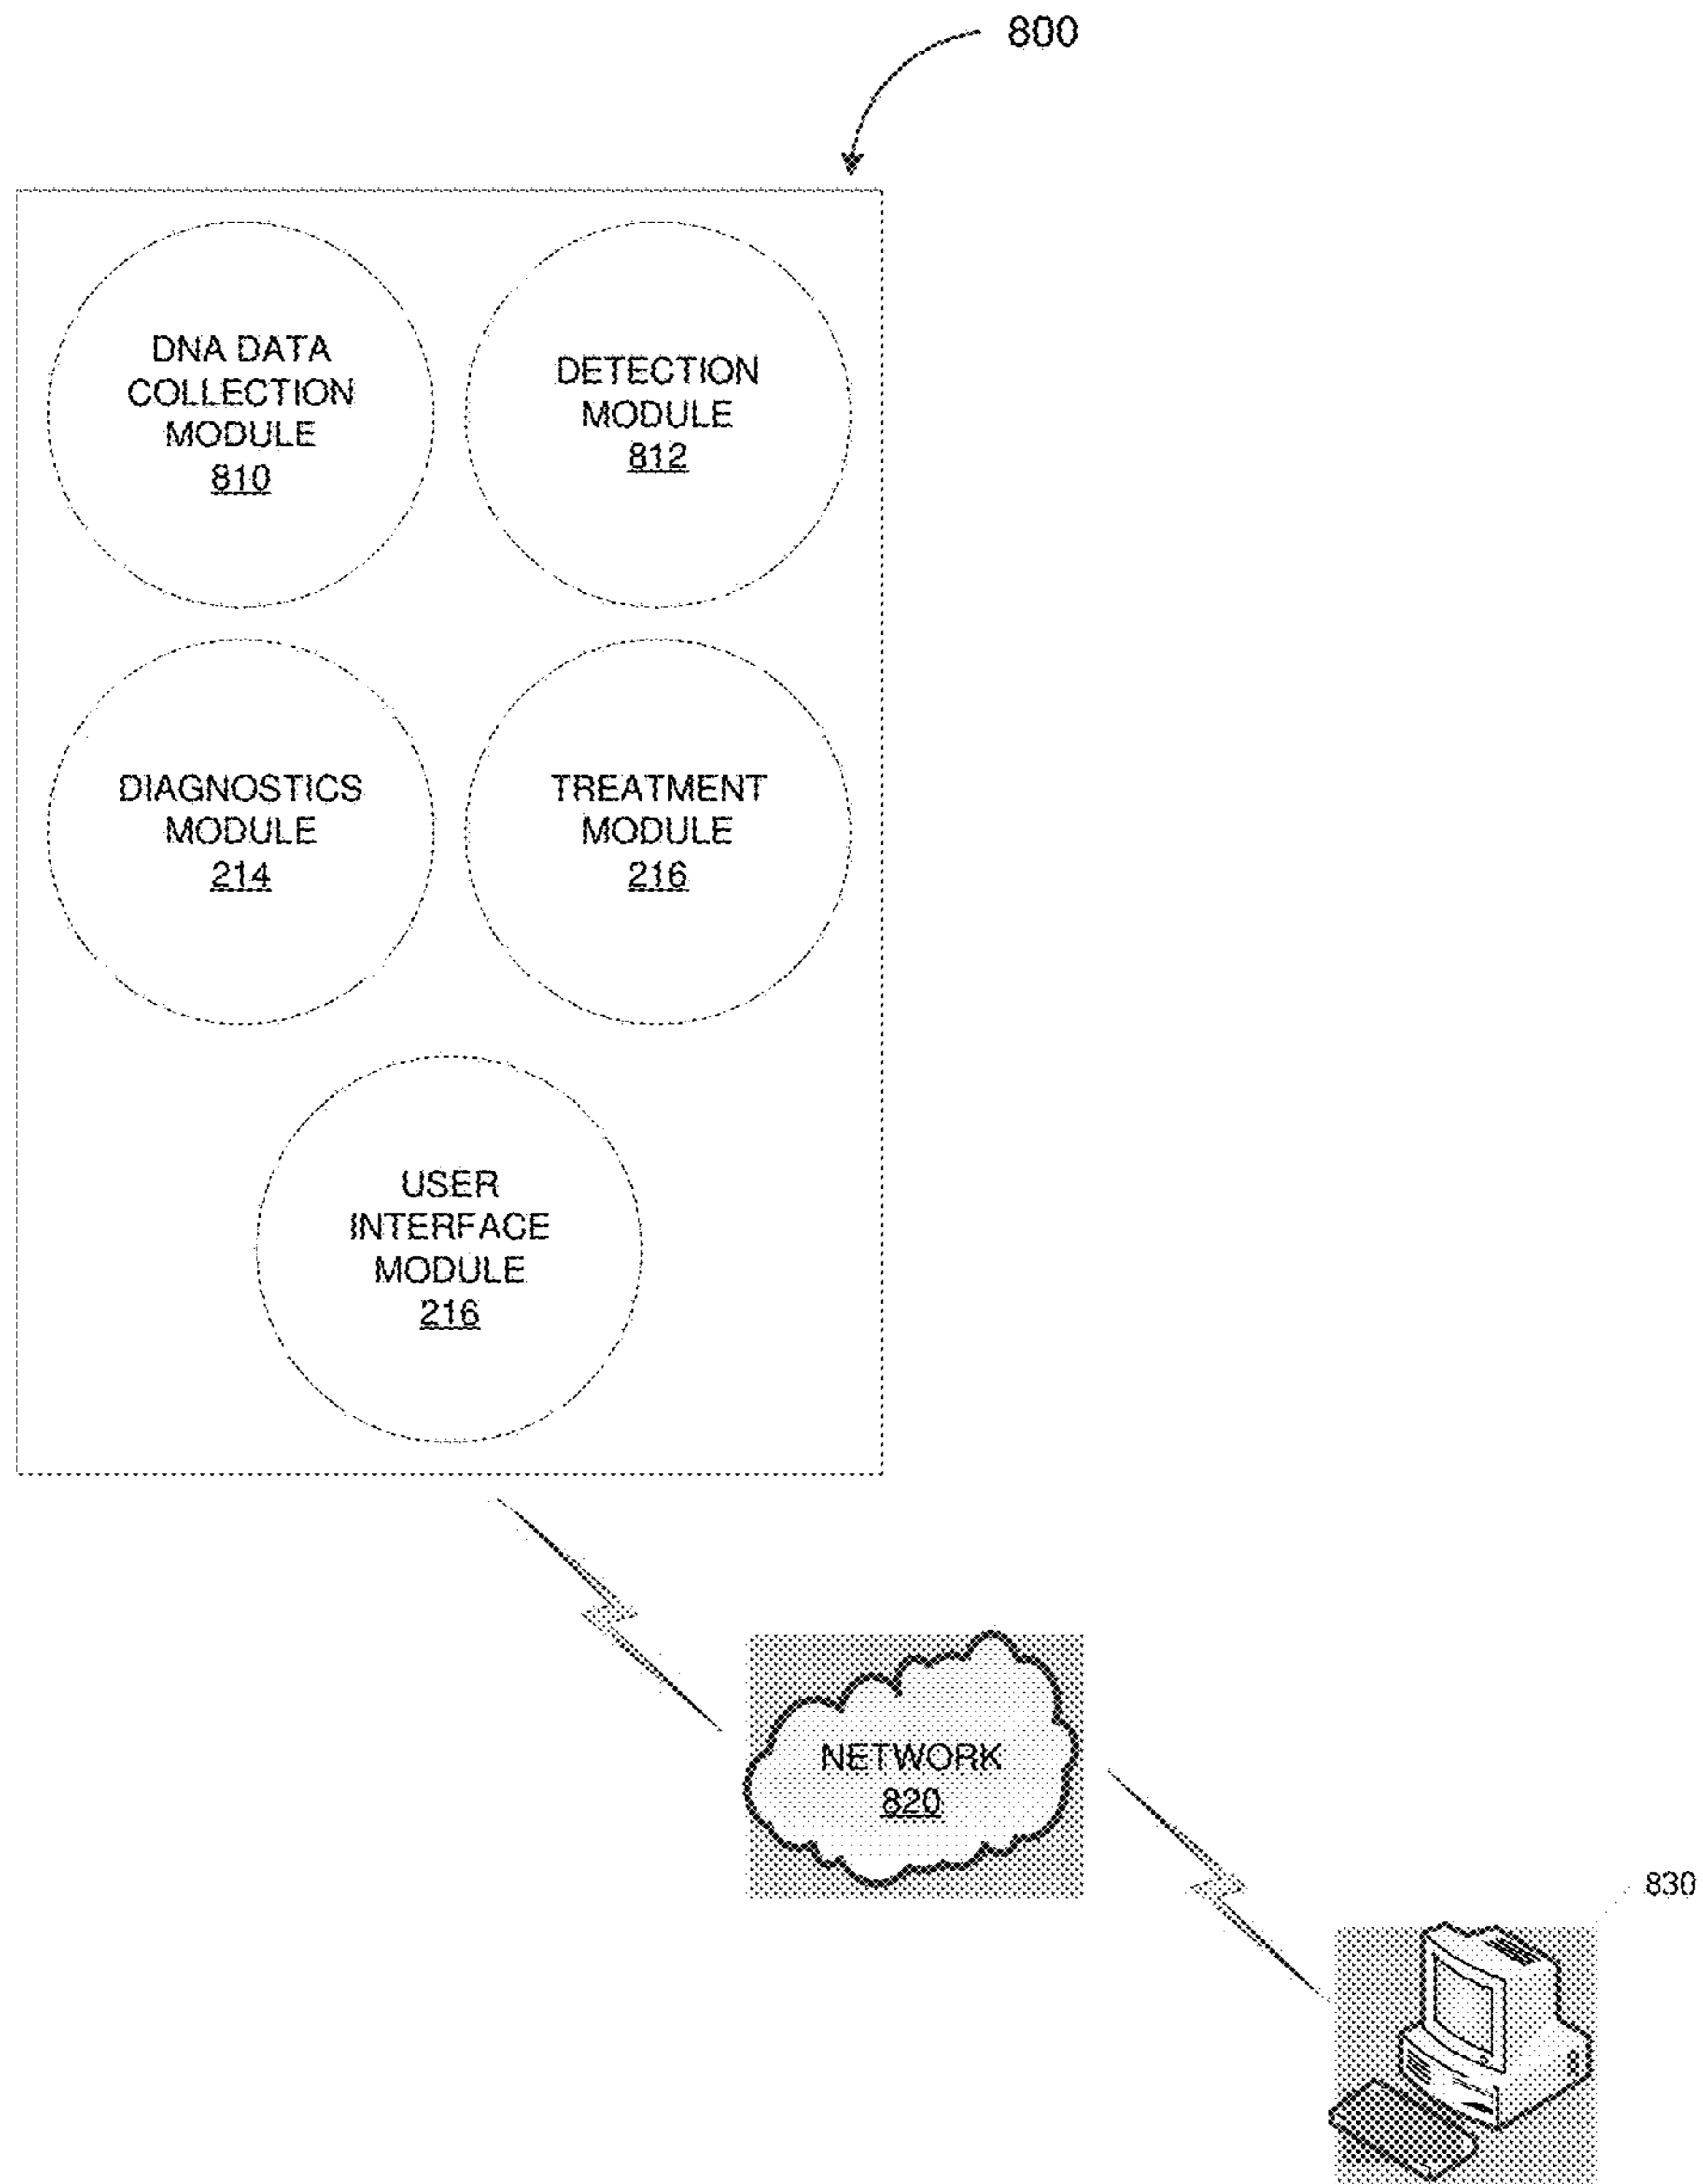 800
DNA DATA
COLLECTION
MODULE
810
DETECTION
MODULE
812
DIAGNOSTICS
MODULE
214
TREATMENT
MODULE
216
USER
INTERFACE
MODULE
216
NETWORK
820
830